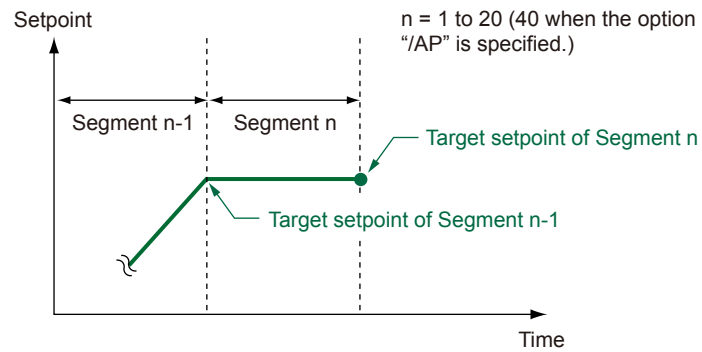 Setpoint
n = 1 to 20 (40 when the option
“/AP” is specified.)
Segment n-1
Segment n
Target setpoint of Segment n
Target setpoint of Segment n-1
Time